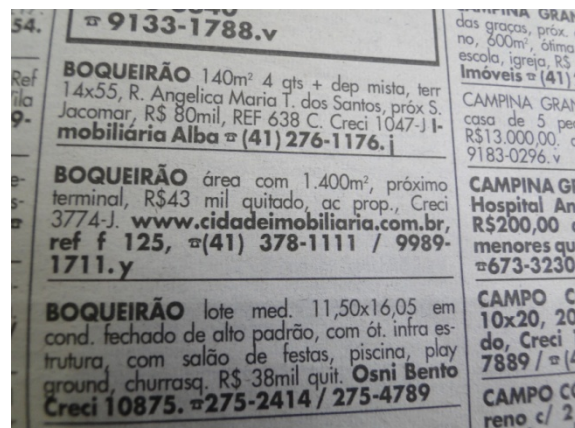 54.
☎ 9133-1788.v
BOQUEIRÃO 140m² 4 gts + dep mista, terr
14x55, R. Angelica Maria T. dos Santos, próx S.
Jacomar, R$ 80mil, REF 638 C. Creci 1047-J I-
mobiliária Alba ☎ (41) 276-1176. j
BOQUEIRÃO área com 1.400m², próximo
terminal, R$43 mil quitado, ac prop., Creci
3774-J. www.cidadeimobiliaria.com.br,
ref f 125, ☎(41) 378-1111 / 9989-
1711.y
BOQUEIRÃO lote med. 11,50x16,05 em
cond. fechado de alto padrão, com ót. infra es-
trutura, com salão de festas, piscina, play
ground, churrasq. R$ 38mil quit. Osni Bento
Creci 10875. ☎275-2414 / 275-4789
Ref
9-
CAMPINA GRAN
das graças, próx.
no, 600m², ótima
escola, igreja, R$
Imóveis ☎ (41)
CAMPINA GRAN
casa de 5 pe
R$13.000,00.
9183-0296.v
CAMPINA G
Hospital An
R$200,00
menores qu
☎673-3230
CAMPO C
10x20, 20
do, Creci
7889 / ☎ (
CAMPO CO
reno c/ 2